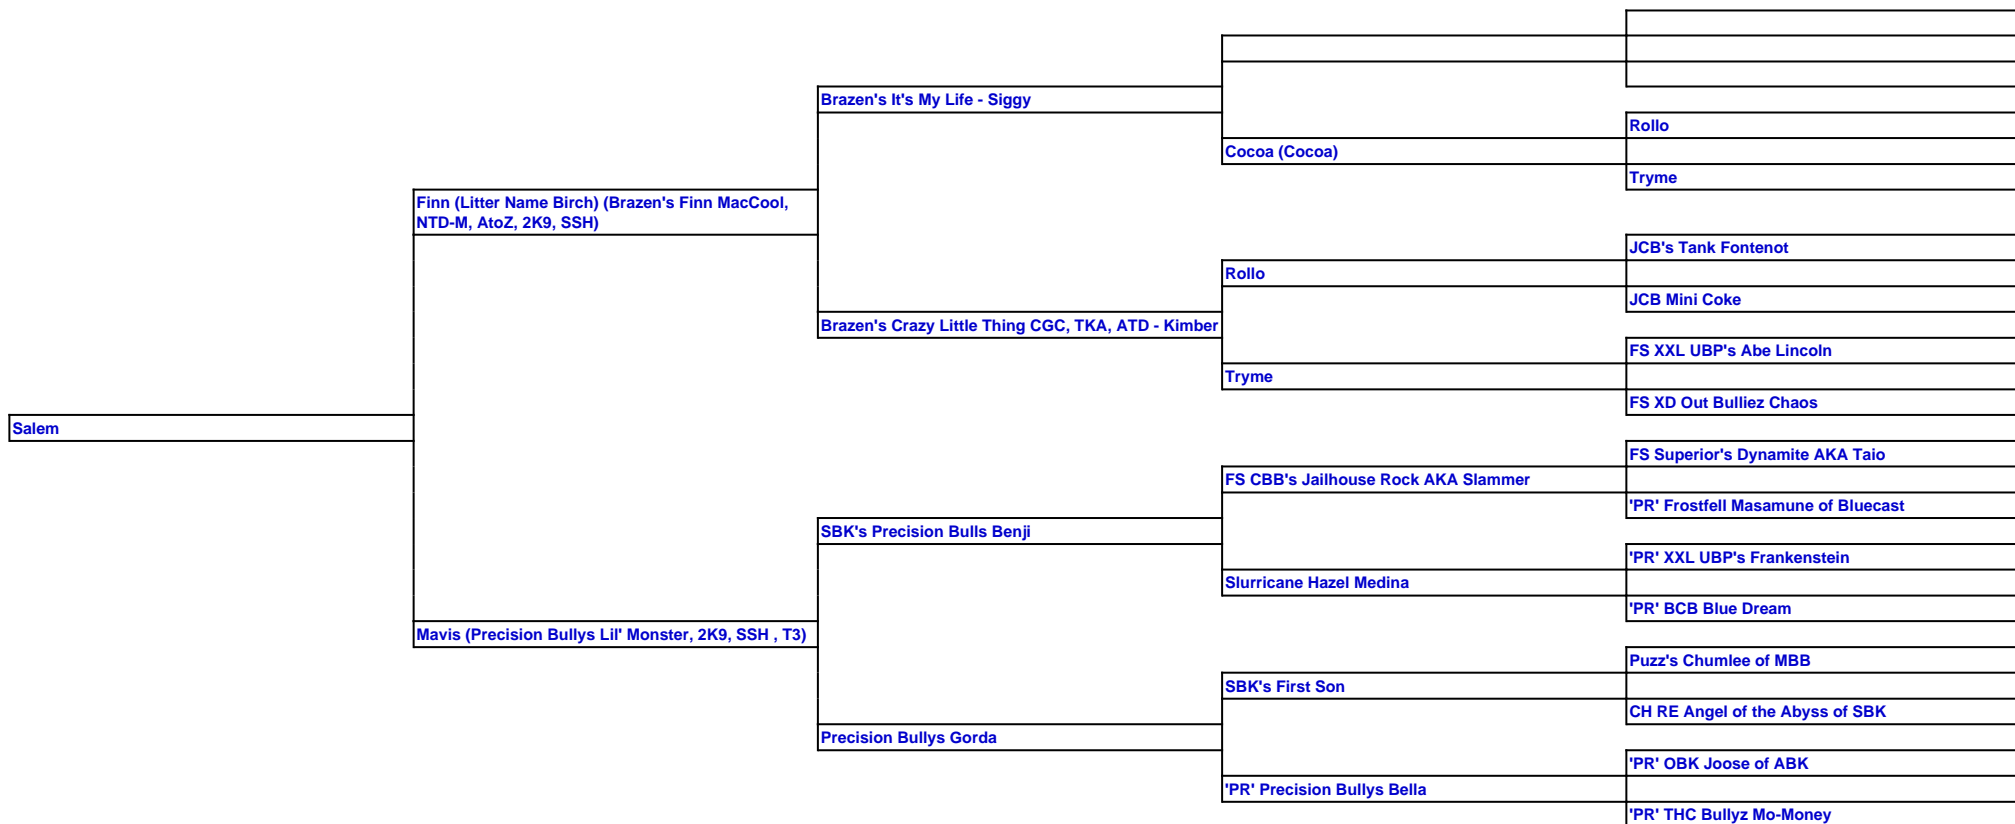 Brazen's It's My Life - Siggy
Rollo
Cocoa (Cocoa)
Tryme
Finn (Litter Name Birch) (Brazen's Finn MacCool,
NTD-M, AtoZ, 2K9, SSH)
JCB's Tank Fontenot
Rollo
JCB Mini Coke
Brazen's Crazy Little Thing CGC, TKA, ATD - Kimber
FS XXL UBP's Abe Lincoln
Tryme
FS XD Out Bulliez Chaos
Salem
FS Superior's Dynamite AKA Taio
FS CBB's Jailhouse Rock AKA Slammer
'PR' Frostfell Masamune of Bluecast
SBK's Precision Bulls Benji
'PR' XXL UBP's Frankenstein
Slurricane Hazel Medina
'PR' BCB Blue Dream
Mavis (Precision Bullys Lil' Monster, 2K9, SSH , T3)
Puzz's Chumlee of MBB
SBK's First Son
CH RE Angel of the Abyss of SBK
Precision Bullys Gorda
'PR' OBK Joose of ABK
'PR' Precision Bullys Bella
'PR' THC Bullyz Mo-Money